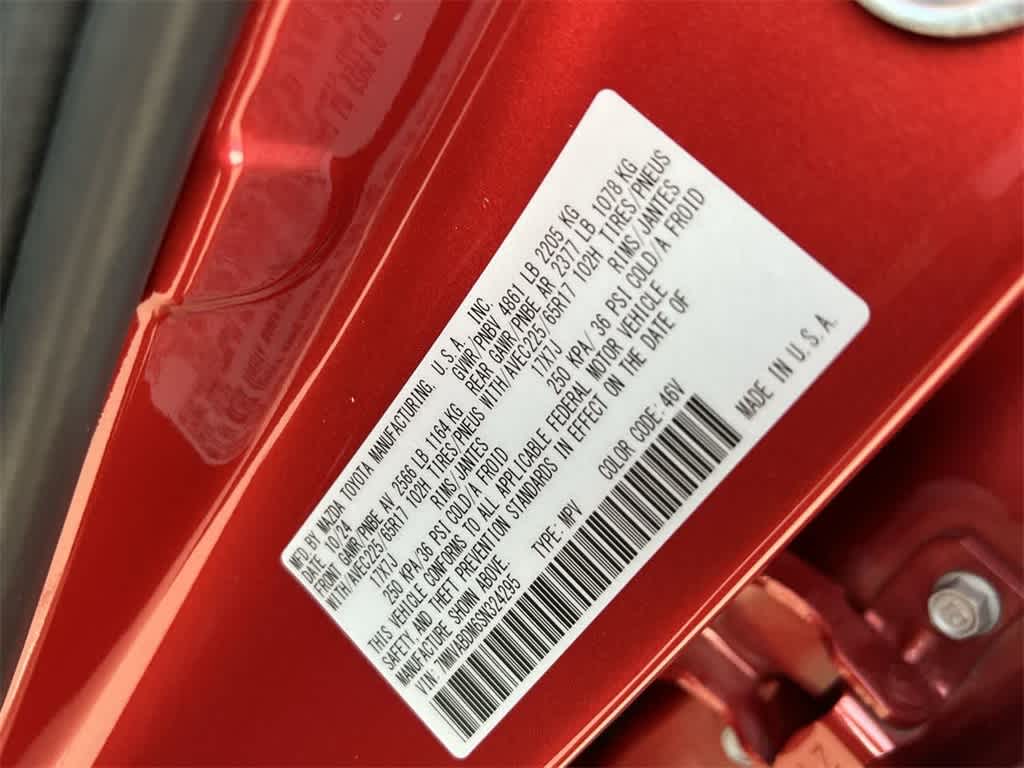 MFD BY MAZDA TOYOTA MANUFACTURING, U.S.A., INC.
DATE 10/24 GVWR/PNBV 4861 LB 2205 KG
FRONT GAWR/PNBE AV 2566 LB 1164 KG REAR GAWR/PNBE AR 2377 LB 1078 KG
WITH/AVEC225/65R17 102H TIRES/PNEUS WITH/AVEC225/65R17 102H TIRES/PNEUS
17X7J RIMS/JANTES 17X7J RIMS/JANTES
250 KPA/36 PSI COLD/A FROID 250 KPA/ 36 PSI COLD/A FROID
THIS VEHICLE CONFORMS TO ALL APPLICABLE FEDERAL MOTOR VEHICLE
SAFETY, AND THEFT PREVENTION STANDARDS IN EFFECT ON THE DATE OF
MANUFACTURE SHOWN ABOVE
VIN 7MMVABDM6SN324295 TYPE: MPV COLOR CODE: 46V
MADE IN U.S.A.